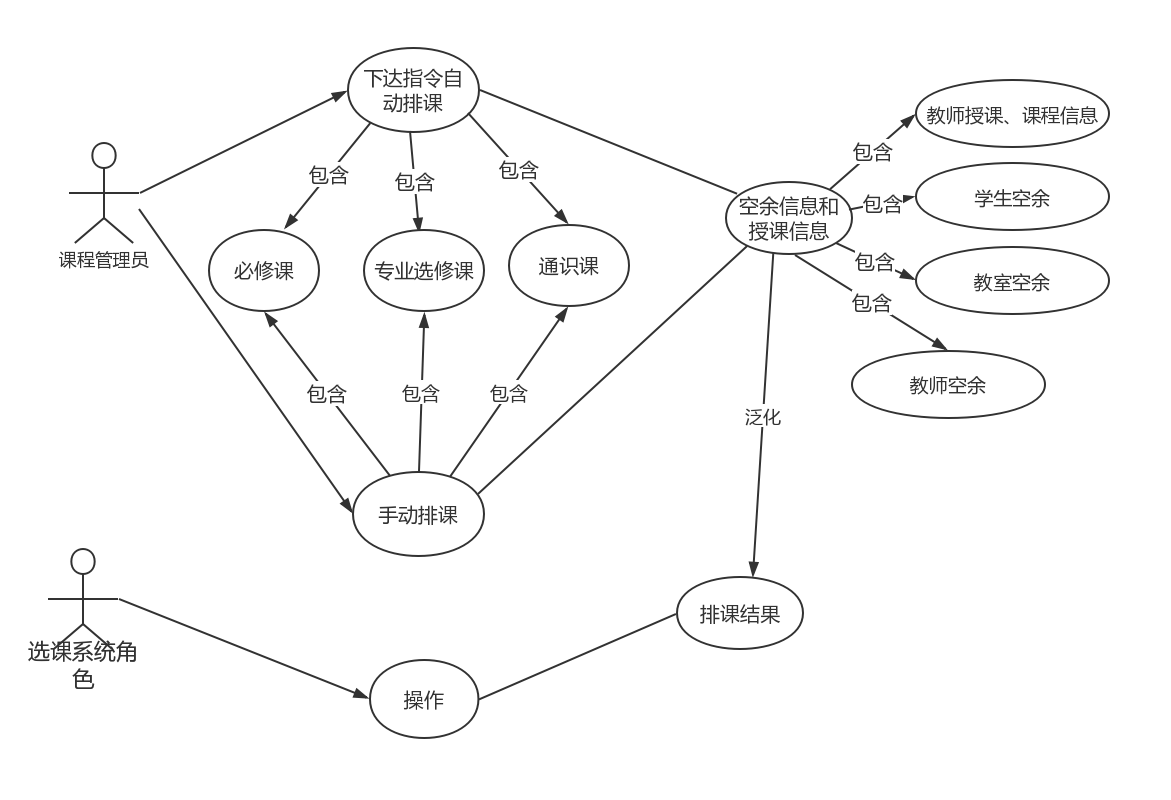 下达指令自
动排课
教师授课、课程信息
包含
包含
包含
包含
学生空余
包含
空余信息和
授课信息
课程管理员
必修课
专业选修课
通识课
包含
教室空余
包含
教师空余
包含
包含
包含
泛化
手动排课
排课结果
选课系统角
色
操作